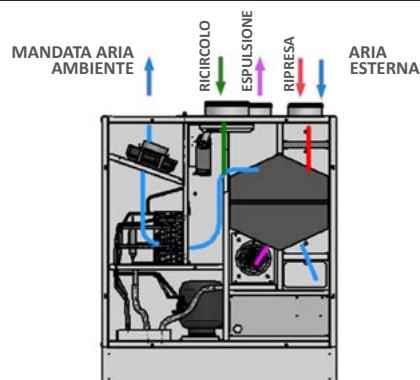 MANDATA ARIA
AMBIENTE
RICIRCOLO
ESPULSIONE
RIPRESA
ARIA
ESTERNA